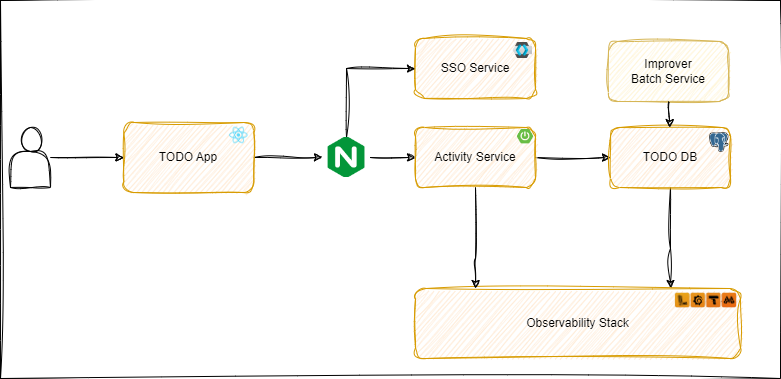 SSO Service
Improver
Batch Service
TODO App
N
Activity Service
TODO DB
L
T
M
Observability Stack